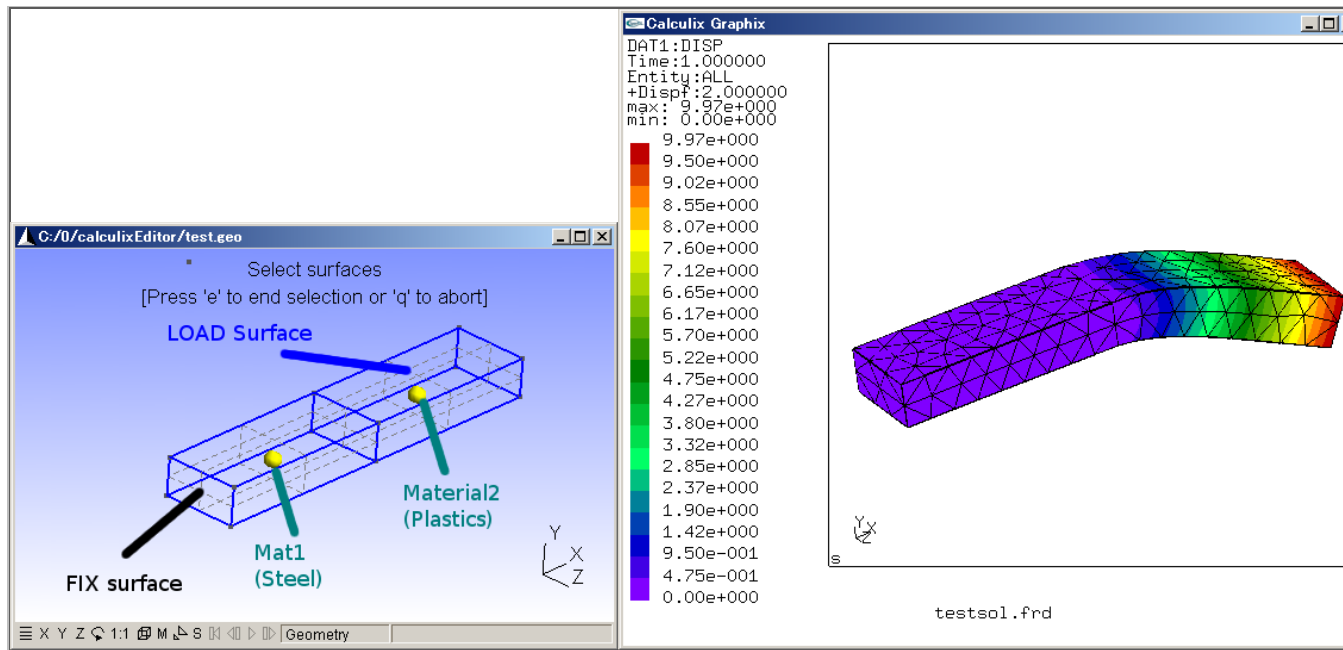 C:/0/calculixEditor/test.geo
Select surfaces
[Press 'e' to end selection or 'q' to abort]
LOAD Surface
Material2
(Plastics)
Mat1
(Steel)
FIX surface
Y
X
Z
X Y Z 1:1 M S Geometry
Calculix Graphix
DAT1:DISP
Time:1.000000
Entity:ALL
+Dispf:2.000000
max: 9.97e+000
min: 0.00e+000
9.97e+000
9.50e+000
9.02e+000
8.55e+000
8.07e+000
7.60e+000
7.12e+000
6.65e+000
6.17e+000
5.70e+000
5.22e+000
4.75e+000
4.27e+000
3.80e+000
3.32e+000
2.85e+000
2.37e+000
1.90e+000
1.42e+000
9.50e-001
4.75e-001
0.00e+000
Y
X
Z
S
testsol.frd